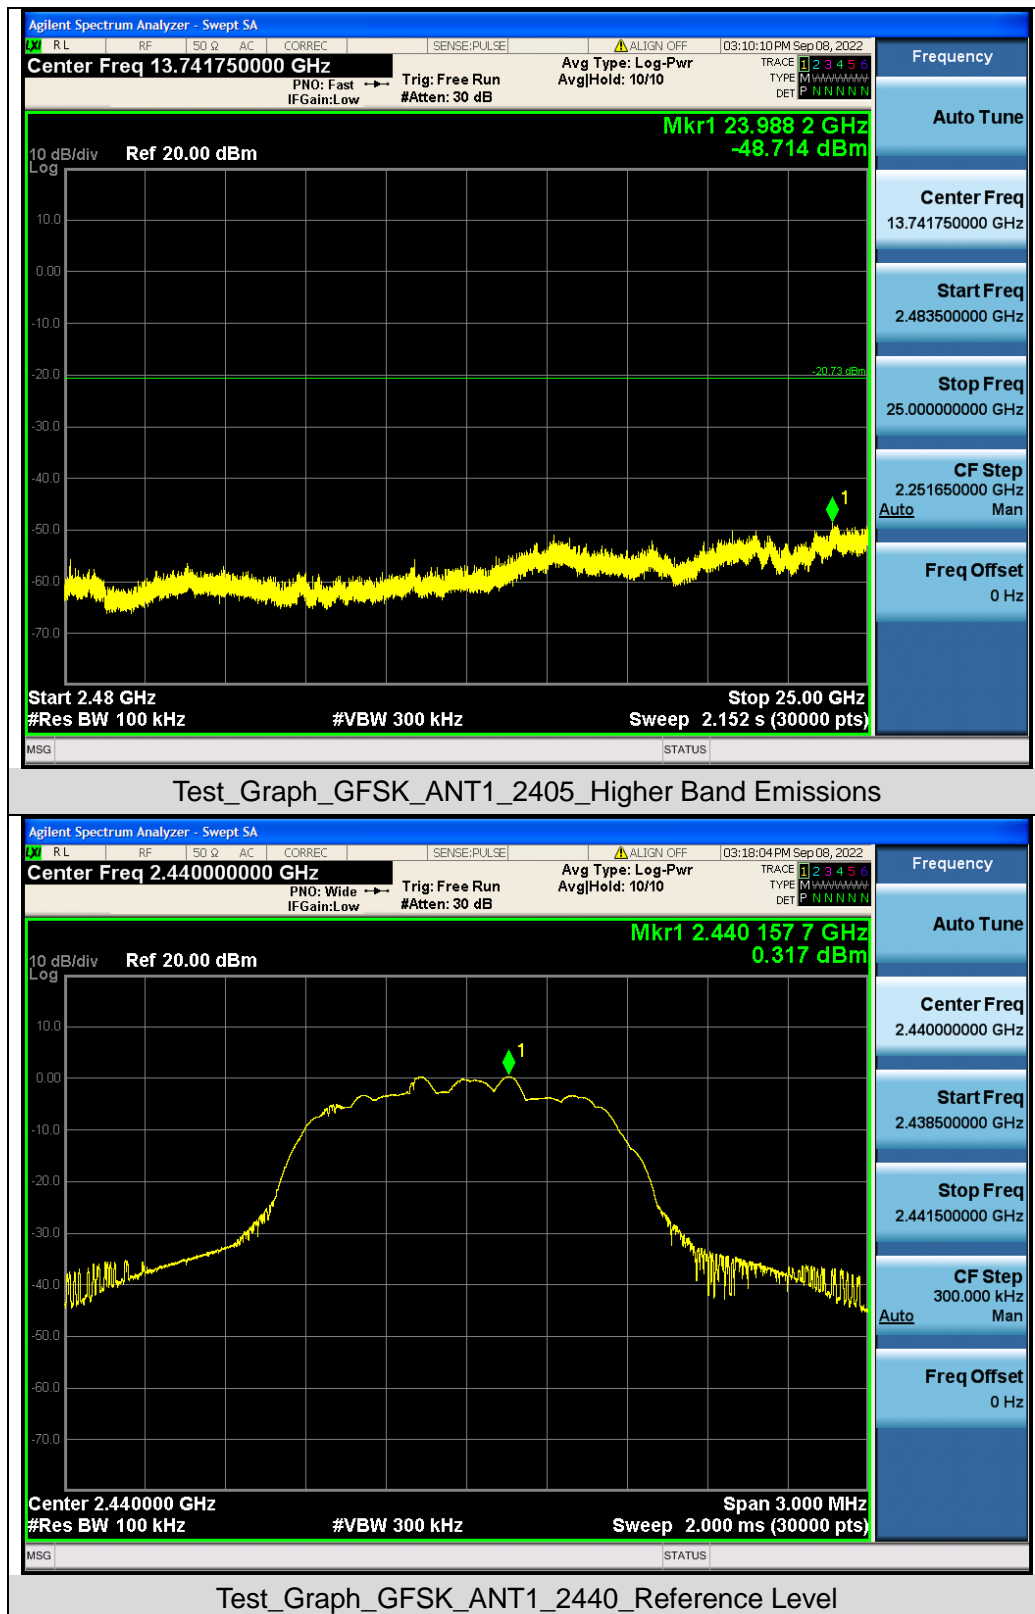 Agilent Spectrum Analyzer - Swept SA
LXI RL RF 50 Ω AC CORREC SENSE:PULSE ALIGN OFF 03:10:10 PM Sep 08, 2022
Center Freq 13.741750000 GHz
PNO: Fast
IFGain:Low
Trig: Free Run
#Atten: 30 dB
Avg Type: Log-Pwr
Avg|Hold: 10/10
TRACE 1 2 3 4 5 6
TYPE M WWWWW
DET P N N N N N
Mkr1 23.988 2 GHz
-48.714 dBm
10 dB/div Ref 20.00 dBm
Log
10.0
0.00
-10.0
-20.0
-20.73 dBm
-30.0
-40.0
1
-50.0
-60.0
-70.0
Start 2.48 GHz Stop 25.00 GHz
#Res BW 100 kHz #VBW 300 kHz Sweep 2.152 s (30000 pts)
MSG STATUS
Frequency
Auto Tune
Center Freq
13.741750000 GHz
Start Freq
2.483500000 GHz
Stop Freq
25.000000000 GHz
CF Step
2.251650000 GHz
Auto Man
Freq Offset
0 Hz
Test_Graph_GFSK_ANT1_2405_Higher Band Emissions
Agilent Spectrum Analyzer - Swept SA
LXI RL RF 50 Ω AC CORREC SENSE:PULSE ALIGN OFF 03:18:04 PM Sep 08, 2022
Center Freq 2.440000000 GHz
PNO: Wide
IFGain:Low
Trig: Free Run
#Atten: 30 dB
Avg Type: Log-Pwr
Avg|Hold: 10/10
TRACE 1 2 3 4 5 6
TYPE M WWWWW
DET P N N N N N
Mkr1 2.440 157 7 GHz
0.317 dBm
10 dB/div Ref 20.00 dBm
Log
10.0
1
0.00
-10.0
-20.0
-30.0
-40.0
-50.0
-60.0
-70.0
Center 2.440000 GHz Span 3.000 MHz
#Res BW 100 kHz #VBW 300 kHz Sweep 2.000 ms (30000 pts)
MSG STATUS
Frequency
Auto Tune
Center Freq
2.440000000 GHz
Start Freq
2.438500000 GHz
Stop Freq
2.441500000 GHz
CF Step
300.000 kHz
Auto Man
Freq Offset
0 Hz
Test_Graph_GFSK_ANT1_2440_Reference Level